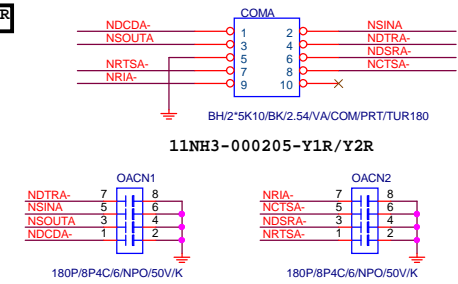 R
COMA
NDCDA- 1 2 NSINA
NSOUTA 3 4 NDTRA-
5 6 NDSRA-
NRTSA- 7 8 NCTSA-
NRIA- 9 10
BH/2*5K10/BK/2.54/VA/COM/PRT/TUR180
11NH3-000205-Y1R/Y2R
OACN1
NDTRA- 7 8
NSINA 5 6
NSOUTA 3 4
NDCDA- 1 2
180P/8P4C/6/NPO/50V/K
OACN2
NRIA- 7 8
NCTSA- 5 6
NDSRA- 3 4
NRTSA- 1 2
180P/8P4C/6/NPO/50V/K